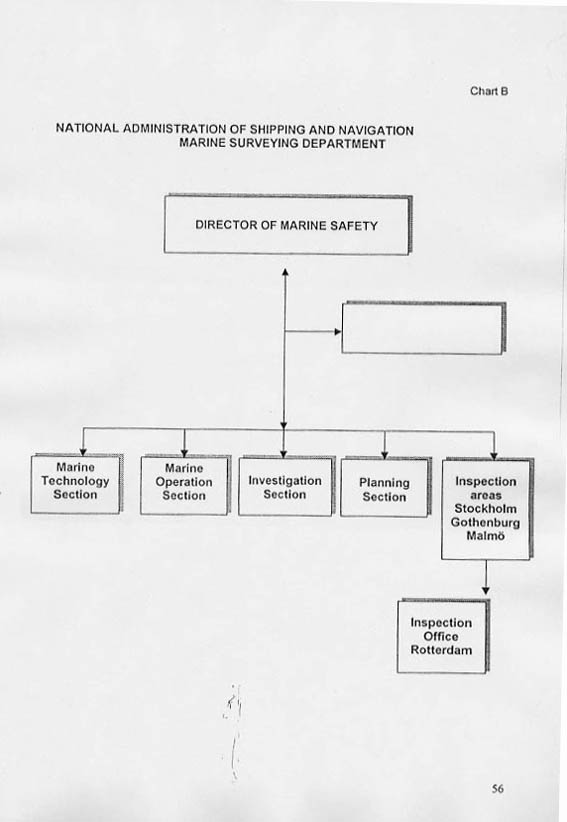 Chart B
NATIONAL ADMINISTRATION OF SHIPPING AND NAVIGATION
MARINE SURVEYING DEPARTMENT
DIRECTOR OF MARINE SAFETY
Marine
Technology
Section
Marine
Operation
Section
Investigation
Section
Planning
Section
Inspection
areas
Stockholm
Gothenburg
Malmö
Inspection
Office
Rotterdam
56